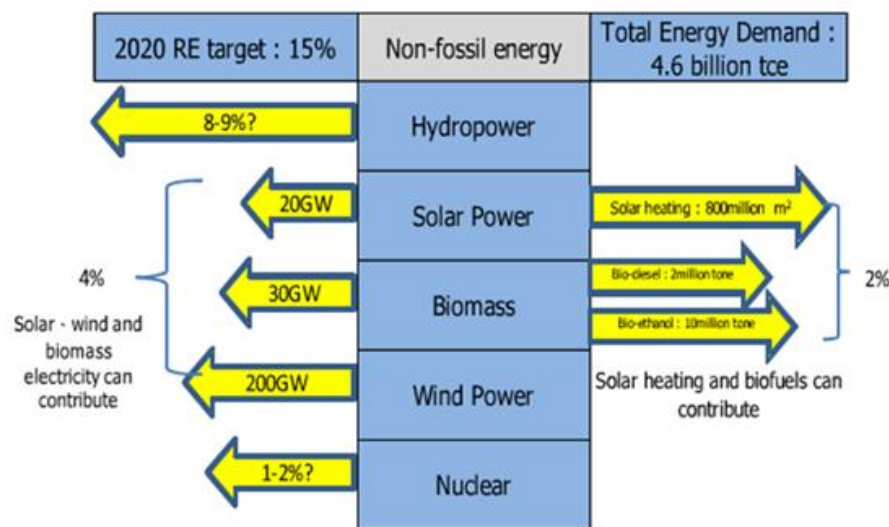 2020 RE target : 15%
Non-fossil energy
Total Energy Demand :
4.6 billion tce
8-9%?
Hydropower
20GW
Solar Power
Solar heating : 800million m²
4%
30GW
Biomass
Bio-diesel : 2million tone
Bio-ethanol : 10million tone
2%
Solar - wind and
biomass
electricity can
contribute
200GW
Wind Power
Solar heating and biofuels can
contribute
1-2%?
Nuclear